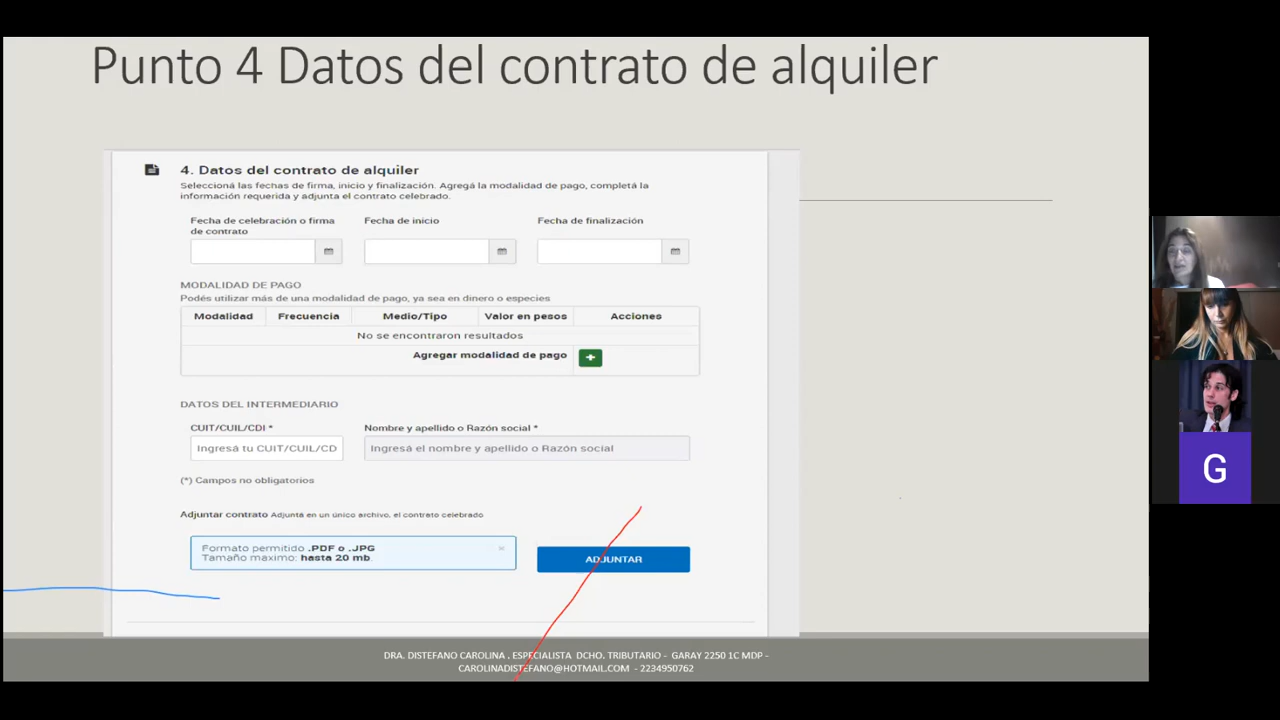 Punto 4 Datos del contrato de alquiler
4. Datos del contrato de alquiler
Seleccioná las fechas de firma, inicio y finalización. Agregá la modalidad de pago, completá la
información requerida y adjunta el contrato celebrado.
Fecha de celebración o firma
de contrato
Fecha de inicio
Fecha de finalización
MODALIDAD DE PAGO
Podés utilizar más de una modalidad de pago, ya sea en dinero o especies
Modalidad Frecuencia Medio/Tipo Valor en pesos Acciones
No se encontraron resultados
Agregar modalidad de pago +
DATOS DEL INTERMEDIARIO
CUIT/CUIL/CDI * Nombre y apellido o Razón social *
Ingresá tu CUIT/CUIL/CD Ingresá el nombre y apellido o Razón social
(*) Campos no obligatorios
Adjuntar contrato Adjuntá en un único archivo, el contrato celebrado
Formato permitido .PDF o .JPG ×
Tamaño maximo: hasta 20 mb.
ADJUNTAR
DRA. DISTEFANO CAROLINA , ESPECIALISTA DCHO. TRIBUTARIO - GARAY 2250 1C MDP -
CAROLINADISTEFANO@HOTMAIL.COM - 2234950762
G